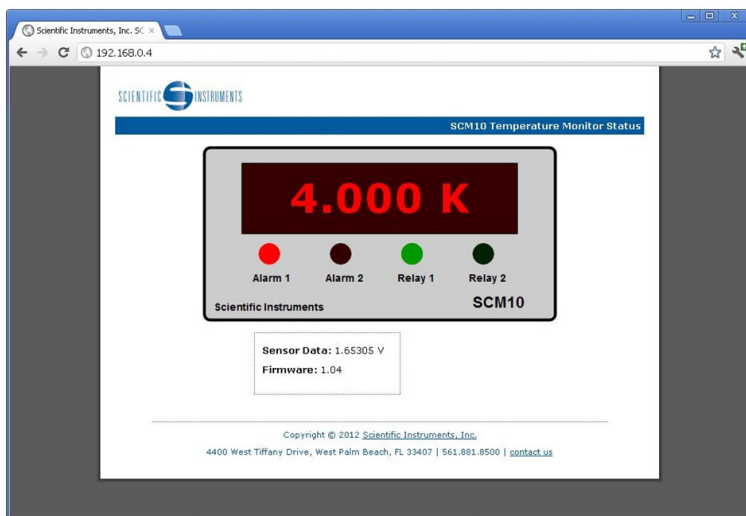 Scientific Instruments, Inc. SC
192.168.0.4
SCIENTIFIC INSTRUMENTS
SCM10 Temperature Monitor Status
4.000 K
Alarm 1 Alarm 2 Relay 1 Relay 2
Scientific Instruments SCM10
Sensor Data: 1.65305 V
Firmware: 1.04
Copyright © 2012 Scientific Instruments, Inc.
4400 West Tiffany Drive, West Palm Beach, FL 33407 | 561.881.8500 | contact us